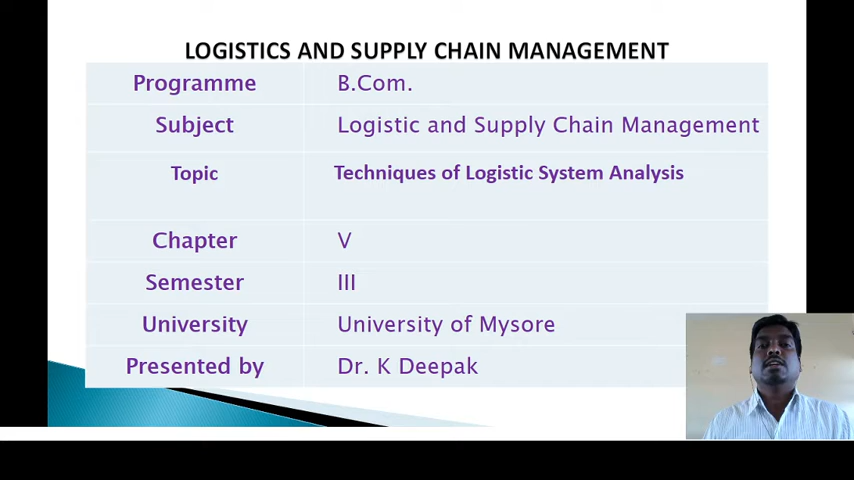 LOGISTICS AND SUPPLY CHAIN MANAGEMENT
Programme B.Com.
Subject Logistic and Supply Chain Management
Topic Techniques of Logistic System Analysis
Chapter V
Semester III
University University of Mysore
Presented by Dr. K Deepak